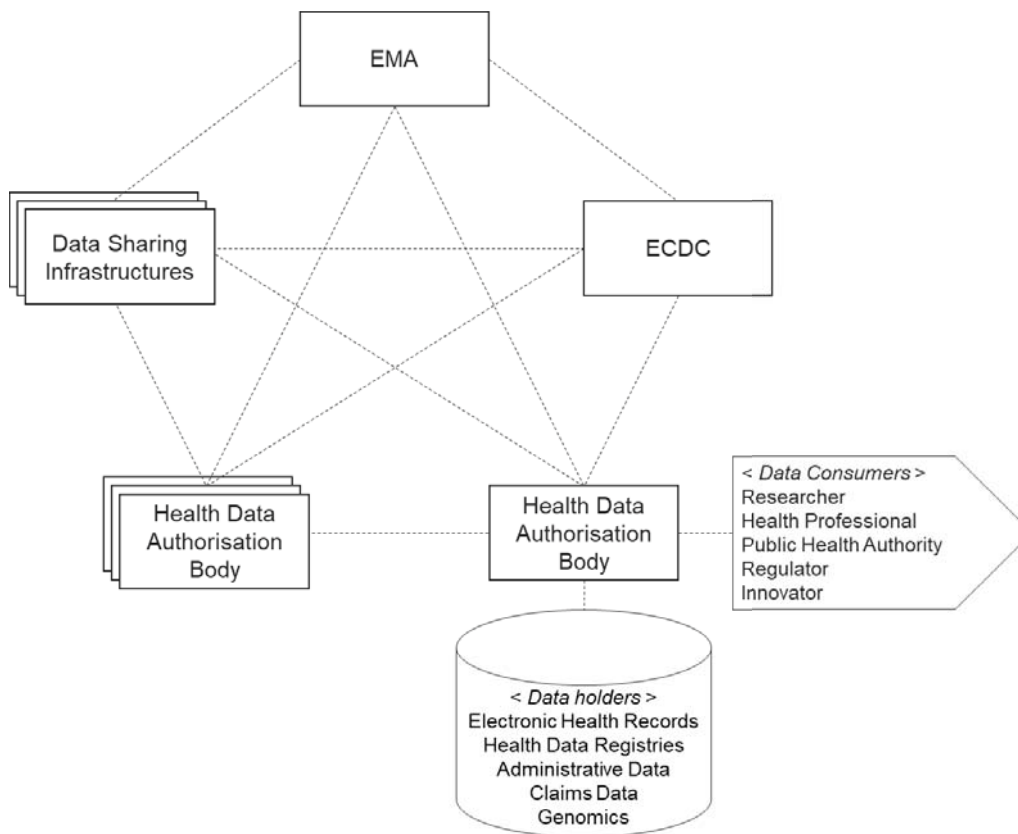 EMA
Data Sharing
Infrastructures
ECDC
Health Data
Authorisation
Body
Health Data
Authorisation
Body
< Data Consumers >
Researcher
Health Professional
Public Health Authority
Regulator
Innovator
< Data holders >
Electronic Health Records
Health Data Registries
Administrative Data
Claims Data
Genomics